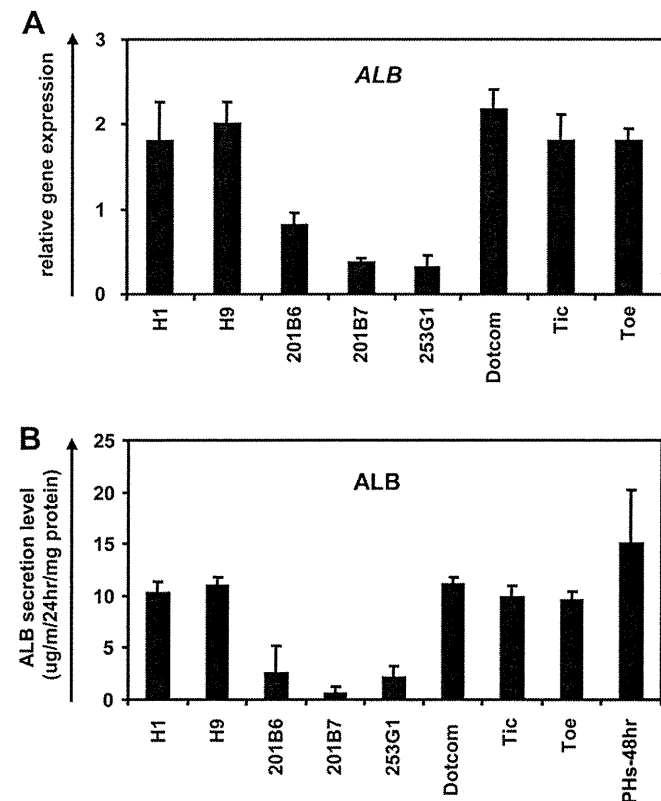 A
relative gene expression
3
2
1
0
ALB
H1
H9
201B6
201B7
253G1
Dotcom
Tic
Toe
B
ALB secretion level
(ug/m/24hr/mg protein)
25
20
15
10
5
0
ALB
H1
H9
201B6
201B7
253G1
Dotcom
Tic
Toe
PHs-48hr